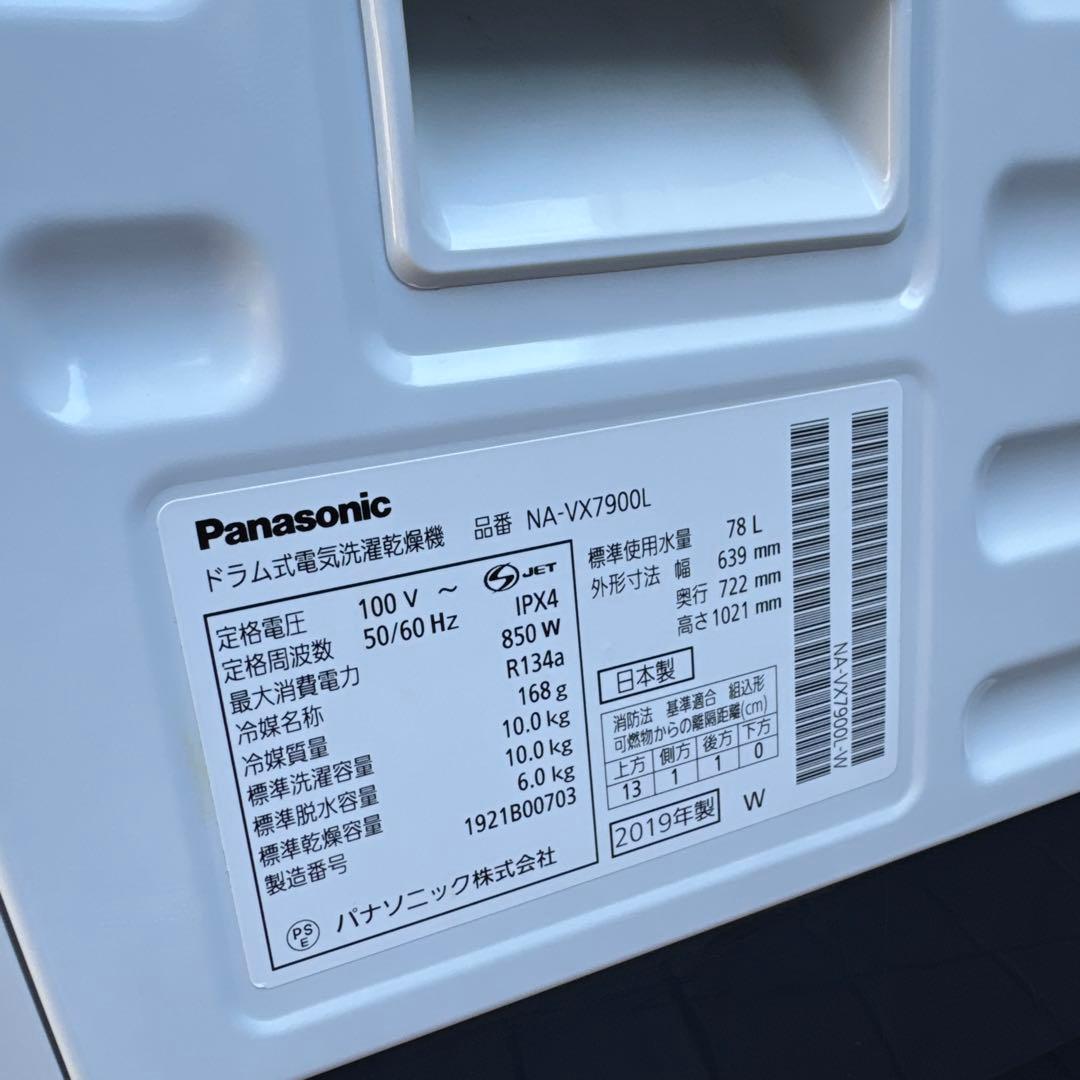 Panasonic
ドラム式電気洗濯乾燥機 品番 NA-VX7900L
定格電圧 100 V ～ S JET
定格周波数 50/60 Hz IPX4
最大消費電力 850 W
冷媒名称 R134a
冷媒質量 168 g
標準洗濯容量 10.0 kg
標準脱水容量 10.0 kg
標準乾燥容量 6.0 kg
製造番号 1921B00703
PS E パナソニック株式会社
標準使用水量 78 L
外形寸法 幅 639 mm
奥行 722 mm
高さ 1021 mm
日本製
消防法 基準適合 組込形
可燃物からの離隔距離(cm)
上方 側方 後方 下方
13 1 1 0
2019年製 W
NA-VX7900L-W